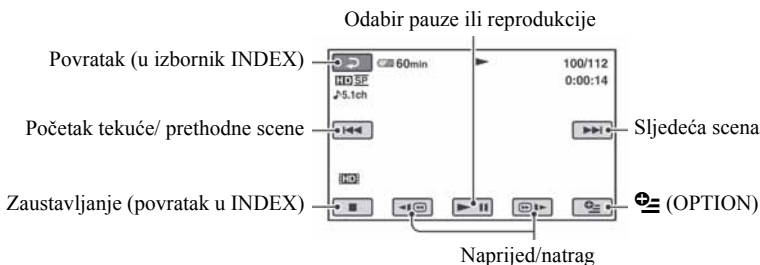 Odabir pauze ili reprodukcije
Povratak (u izbornik INDEX)
60min
100/112
HD SP
0:00:14
♪5.1ch
Početak tekuće/ prethodne scene
Sljedeća scena
HD
Zaustavljanje (povratak u INDEX)
(OPTION)
Naprijed/natrag